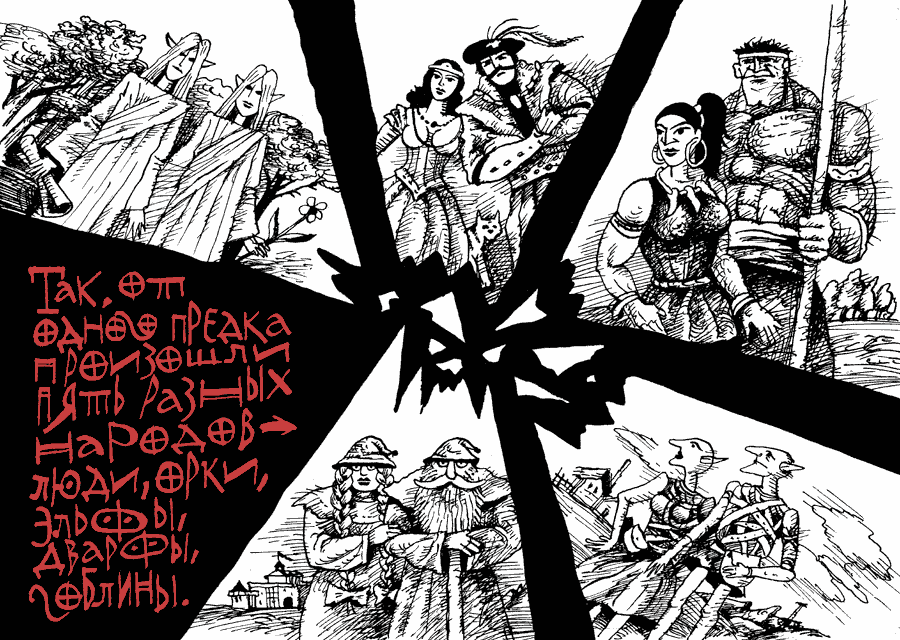 Так, от
одного предка
произошли
пять разных
народов →
люди, орки,
эльфы,
дварфы,
гоблины.